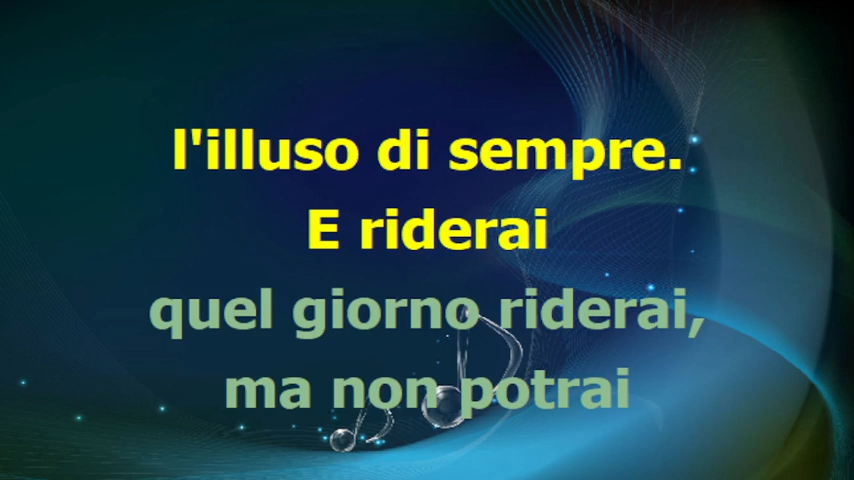 l'illuso di sempre.
E riderai
quel giorno riderai,
ma non potrai